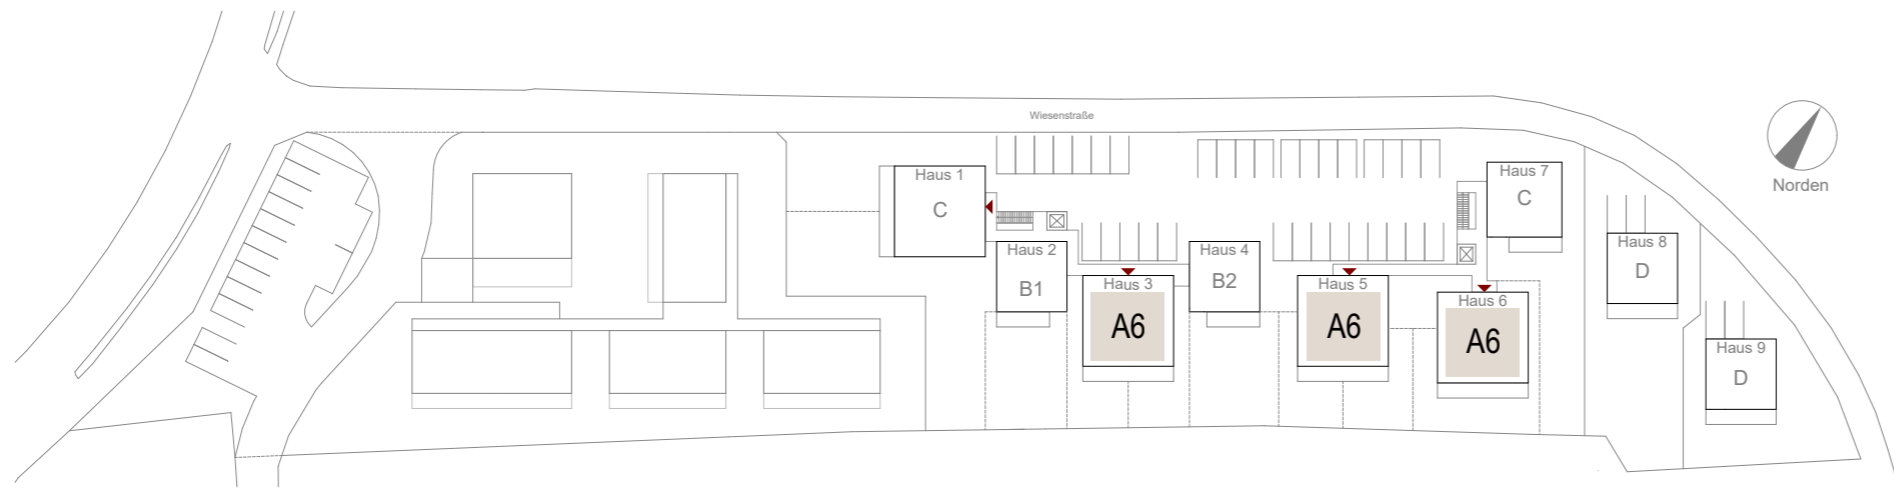 Wiesenstraße
Norden
Haus 1
C
Haus 2
B1
Haus 3
A6
Haus 4
B2
Haus 5
A6
Haus 6
A6
Haus 7
C
Haus 8
D
Haus 9
D